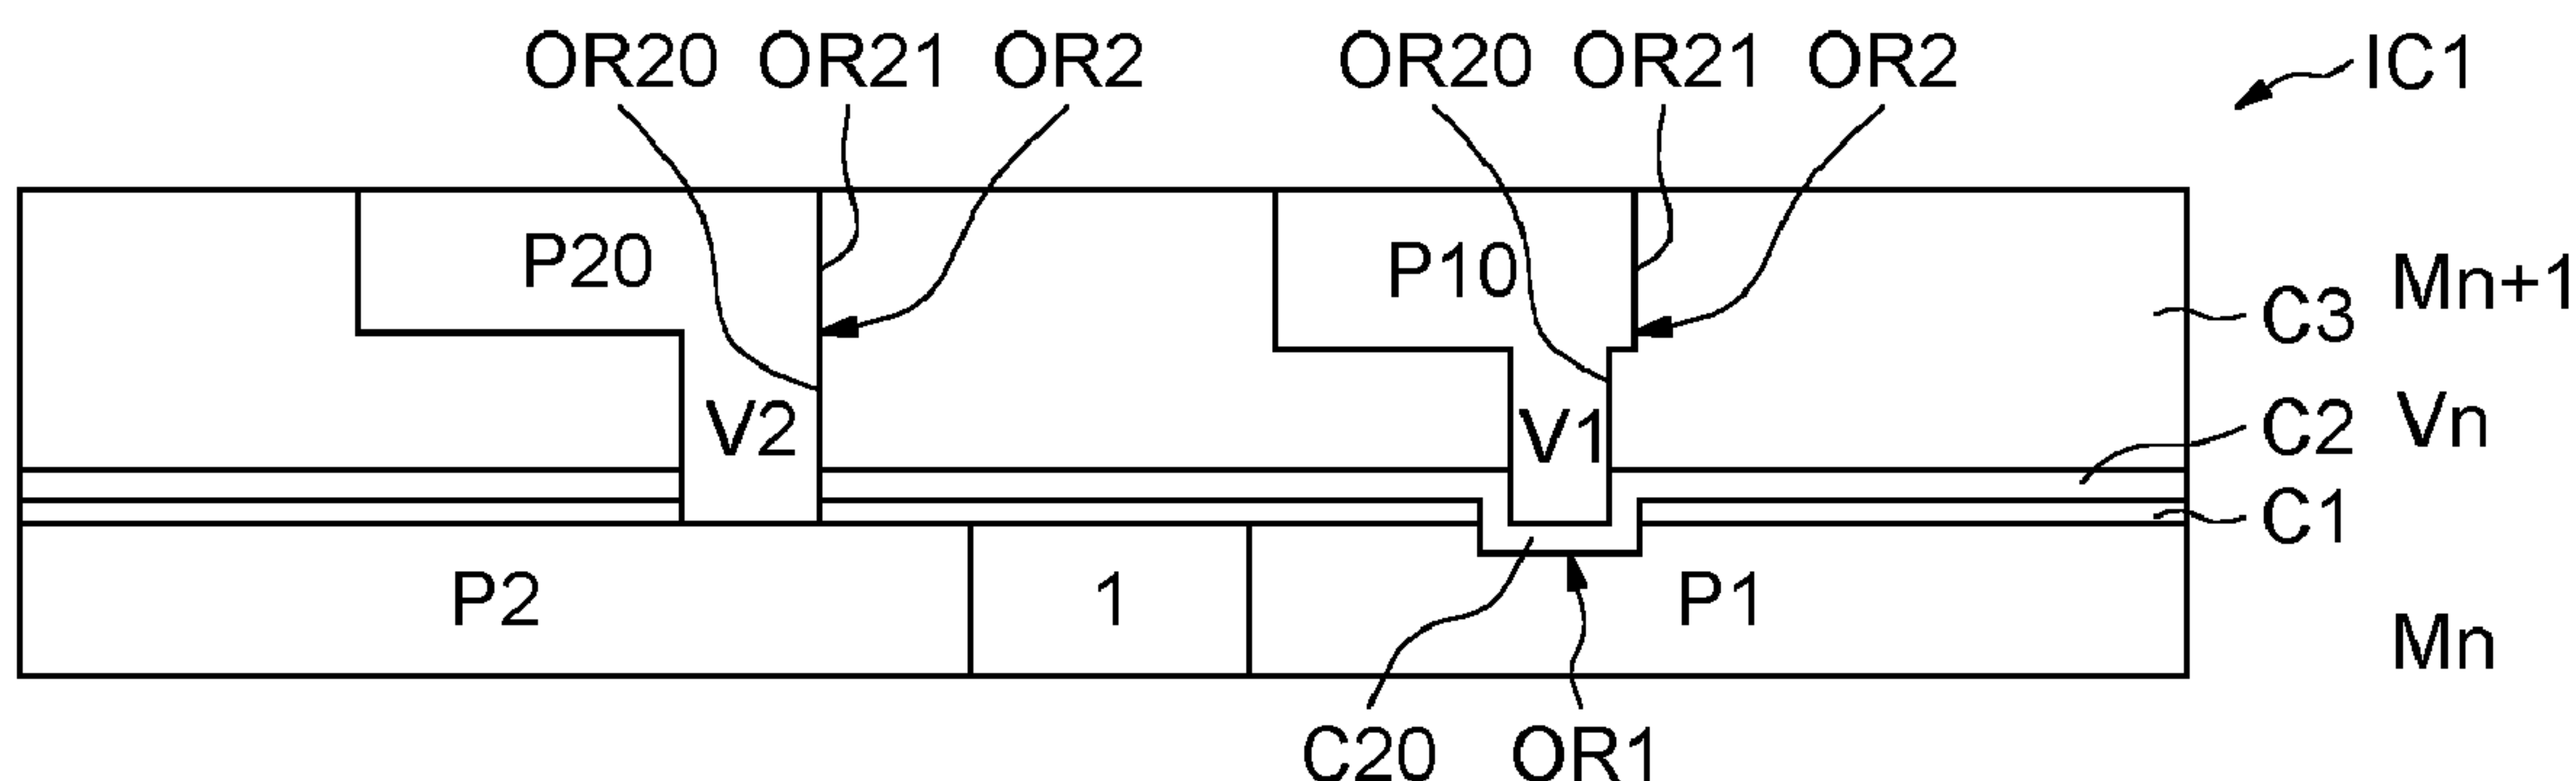 OR20 OR21 OR2 OR20 OR21 OR2 IC1
P20 P10 Mn+1
C3
V2 V1 C2 Vn
C1
P2 1 P1
Mn
C20 OR1